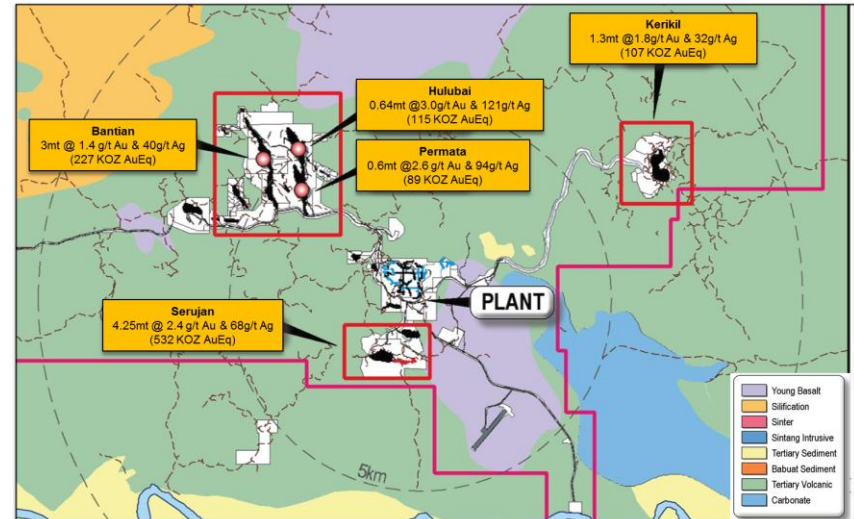 Kerikil
1.3mt @1.8g/t Au & 32g/t Ag
(107 KOZ AuEq)
Hulubai
0.64mt @3.0g/t Au & 121g/t Ag
(115 KOZ AuEq)
Bantian
3mt @ 1.4 g/t Au & 40g/t Ag
(227 KOZ AuEq)
Permata
0.6mt @2.6 g/t Au & 94g/t Ag
(89 KOZ AuEq)
PLANT
Serujan
4.25mt @ 2.4 g/t Au & 68g/t Ag
(532 KOZ AuEq)
5km
Young Basalt
Silification
Sinter
Sintang Intrusive
Tertiary Sediment
Babuat Sediment
Tertiary Volcanic
Carbonate